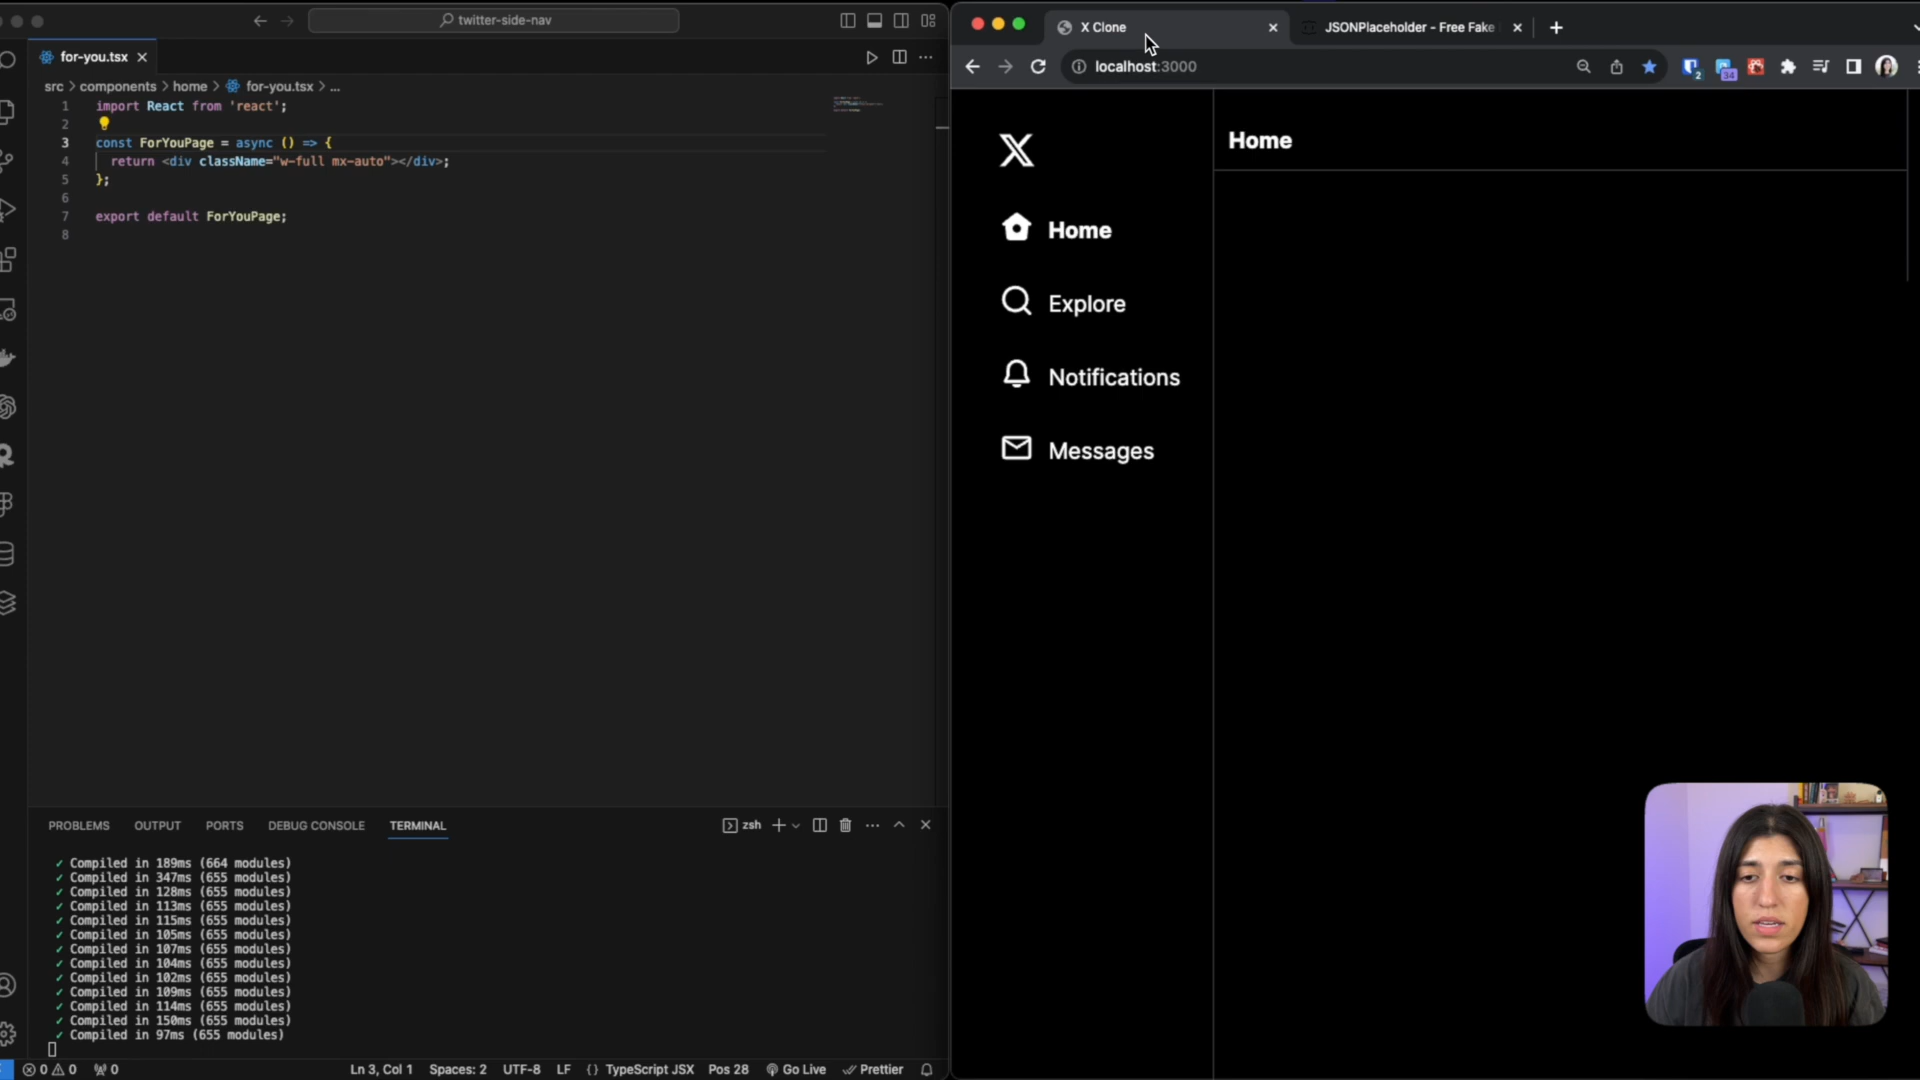 twitter-side-nav
for-you.tsx
src > components > home > for-you.tsx > ...
1 import React from 'react';
2
3 const ForYouPage = async () => {
4 return <div className="w-full mx-auto"></div>;
5 };
6
7 export default ForYouPage;
8
PROBLEMS OUTPUT PORTS DEBUG CONSOLE TERMINAL
zsh
✓ Compiled in 189ms (664 modules)
✓ Compiled in 347ms (655 modules)
✓ Compiled in 128ms (655 modules)
✓ Compiled in 113ms (655 modules)
✓ Compiled in 115ms (655 modules)
✓ Compiled in 105ms (655 modules)
✓ Compiled in 107ms (655 modules)
✓ Compiled in 104ms (655 modules)
✓ Compiled in 102ms (655 modules)
✓ Compiled in 109ms (655 modules)
✓ Compiled in 114ms (655 modules)
✓ Compiled in 150ms (655 modules)
✓ Compiled in 97ms (655 modules)
0 0 0 Ln 3, Col 1 Spaces: 2 UTF-8 LF {} TypeScript JSX Pos 28 Go Live Prettier
X Clone JSONPlaceholder - Free Fake
localhost:3000
2 34
X
Home
Home
Explore
Notifications
Messages